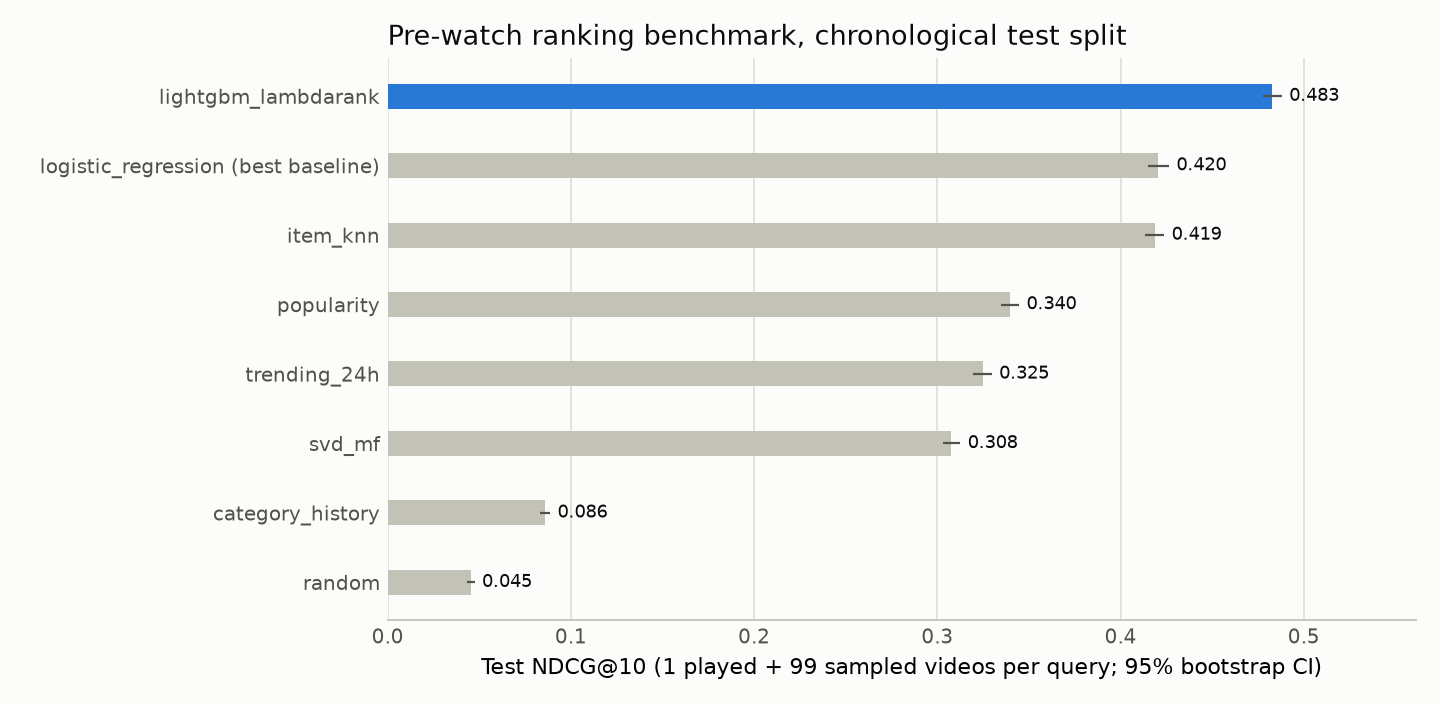 Pre-watch ranking benchmark, chronological test split
lightgbm_lambdarank 0.483
logistic_regression (best baseline) 0.420
item_knn 0.419
popularity 0.340
trending_24h 0.325
svd_mf 0.308
category_history 0.086
random 0.045
0.0 0.1 0.2 0.3 0.4 0.5
Test NDCG@10 (1 played + 99 sampled videos per query; 95% bootstrap CI)